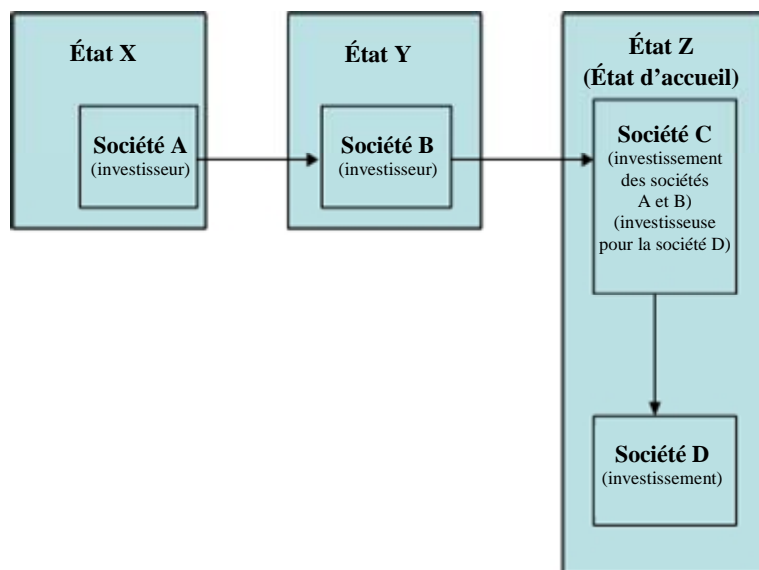 État X
Société A
(investisseur)
État Y
Société B
(investisseur)
État Z
(État d’accueil)
Société C
(investissement
des sociétés
A et B)
(investisseuse
pour la société D)
Société D
(investissement)